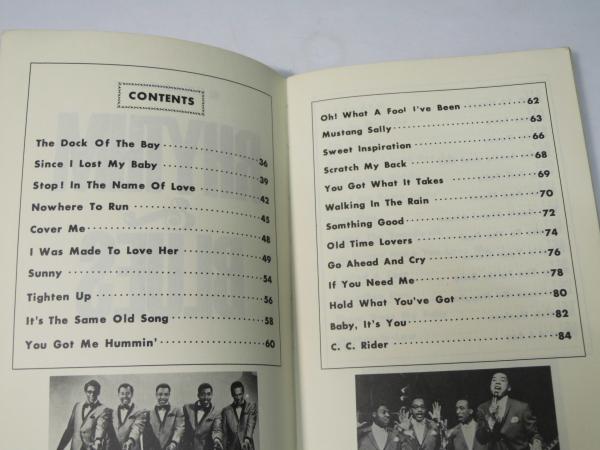 CONTENTS
The Dock Of The Bay 36
Since I Lost My Baby 39
Stop! In The Name Of Love 42
Nowhere To Run 45
Cover Me 48
I Was Made To Love Her 49
Sunny 54
Tighten Up 56
It's The Same Old Song 58
You Got Me Hummin' 60
Oh! What A Fool I've Been 62
Mustang Sally 63
Sweet Inspiration 66
Scratch My Back 68
You Got What It Takes 69
Walking In The Rain 70
Somthing Good 72
Old Time Lovers 74
Go Ahead And Cry 76
If You Need Me 78
Hold What You've Got 80
Baby, It's You 82
C. C. Rider 84